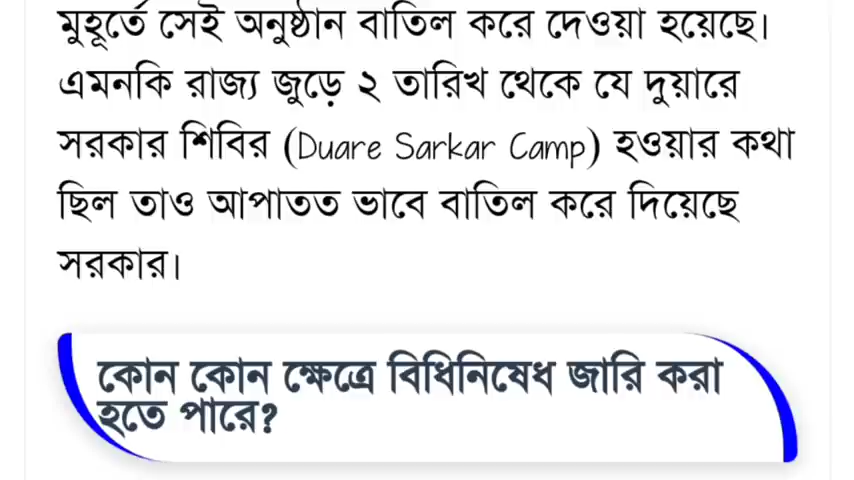 মুহূর্তে সেই অনুষ্ঠান বাতিল করে দেওয়া হয়েছে।
এমনকি রাজ্য জুড়ে ২ তারিখ থেকে যে দুয়ারে
সরকার শিবির (Duare Sarkar Camp) হওয়ার কথা
ছিল তাও আপাতত ভাবে বাতিল করে দিয়েছে
সরকার।
কোন কোন ক্ষেত্রে বিধিনিষেধ জারি করা
হতে পারে?